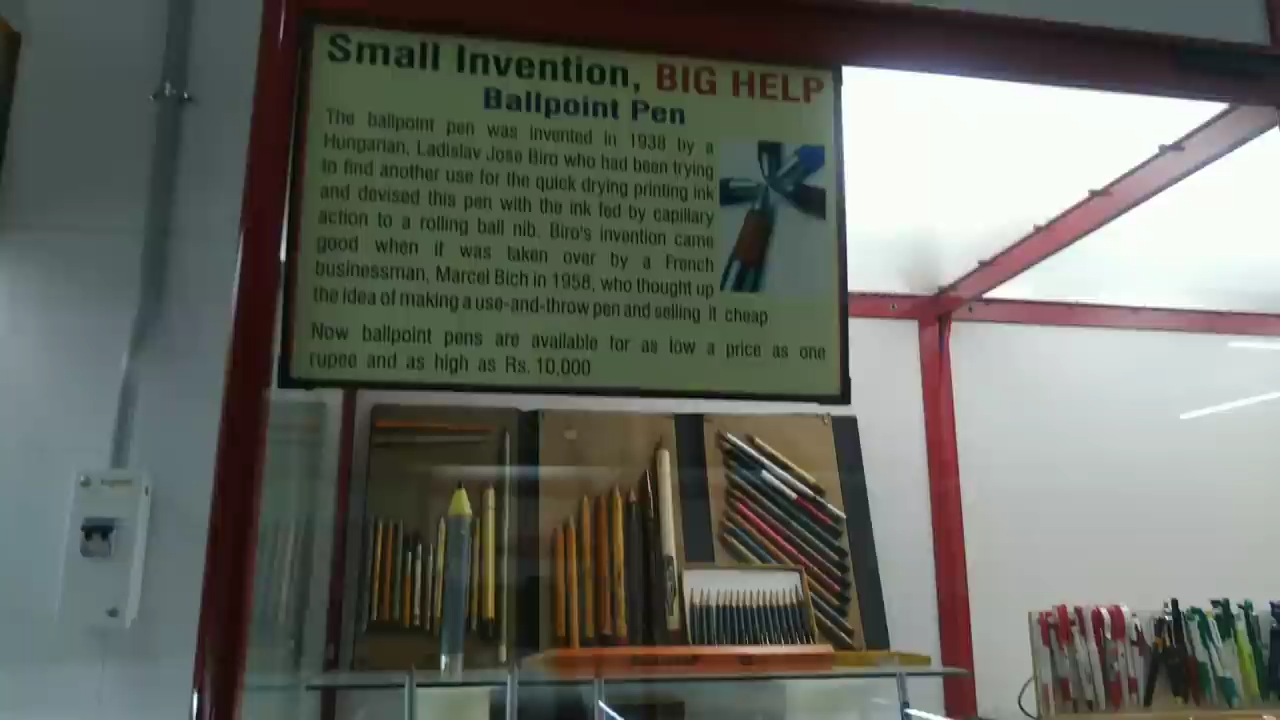 Small Invention, BIG HELP
Ballpoint Pen
The ballpoint pen was invented in 1938 by a
Hungarian, Ladislav Jose Biro who had been trying
to find another use for the quick drying printing ink
and devised this pen with the ink fed by capillary
action to a rolling ball nib. Biro's invention came
good when it was taken over by a French
businessman, Marcel Bich in 1958, who thought up
the idea of making a use-and-throw pen and selling it cheap
Now ballpoint pens are available for as low a price as one
rupee and as high as Rs. 10,000